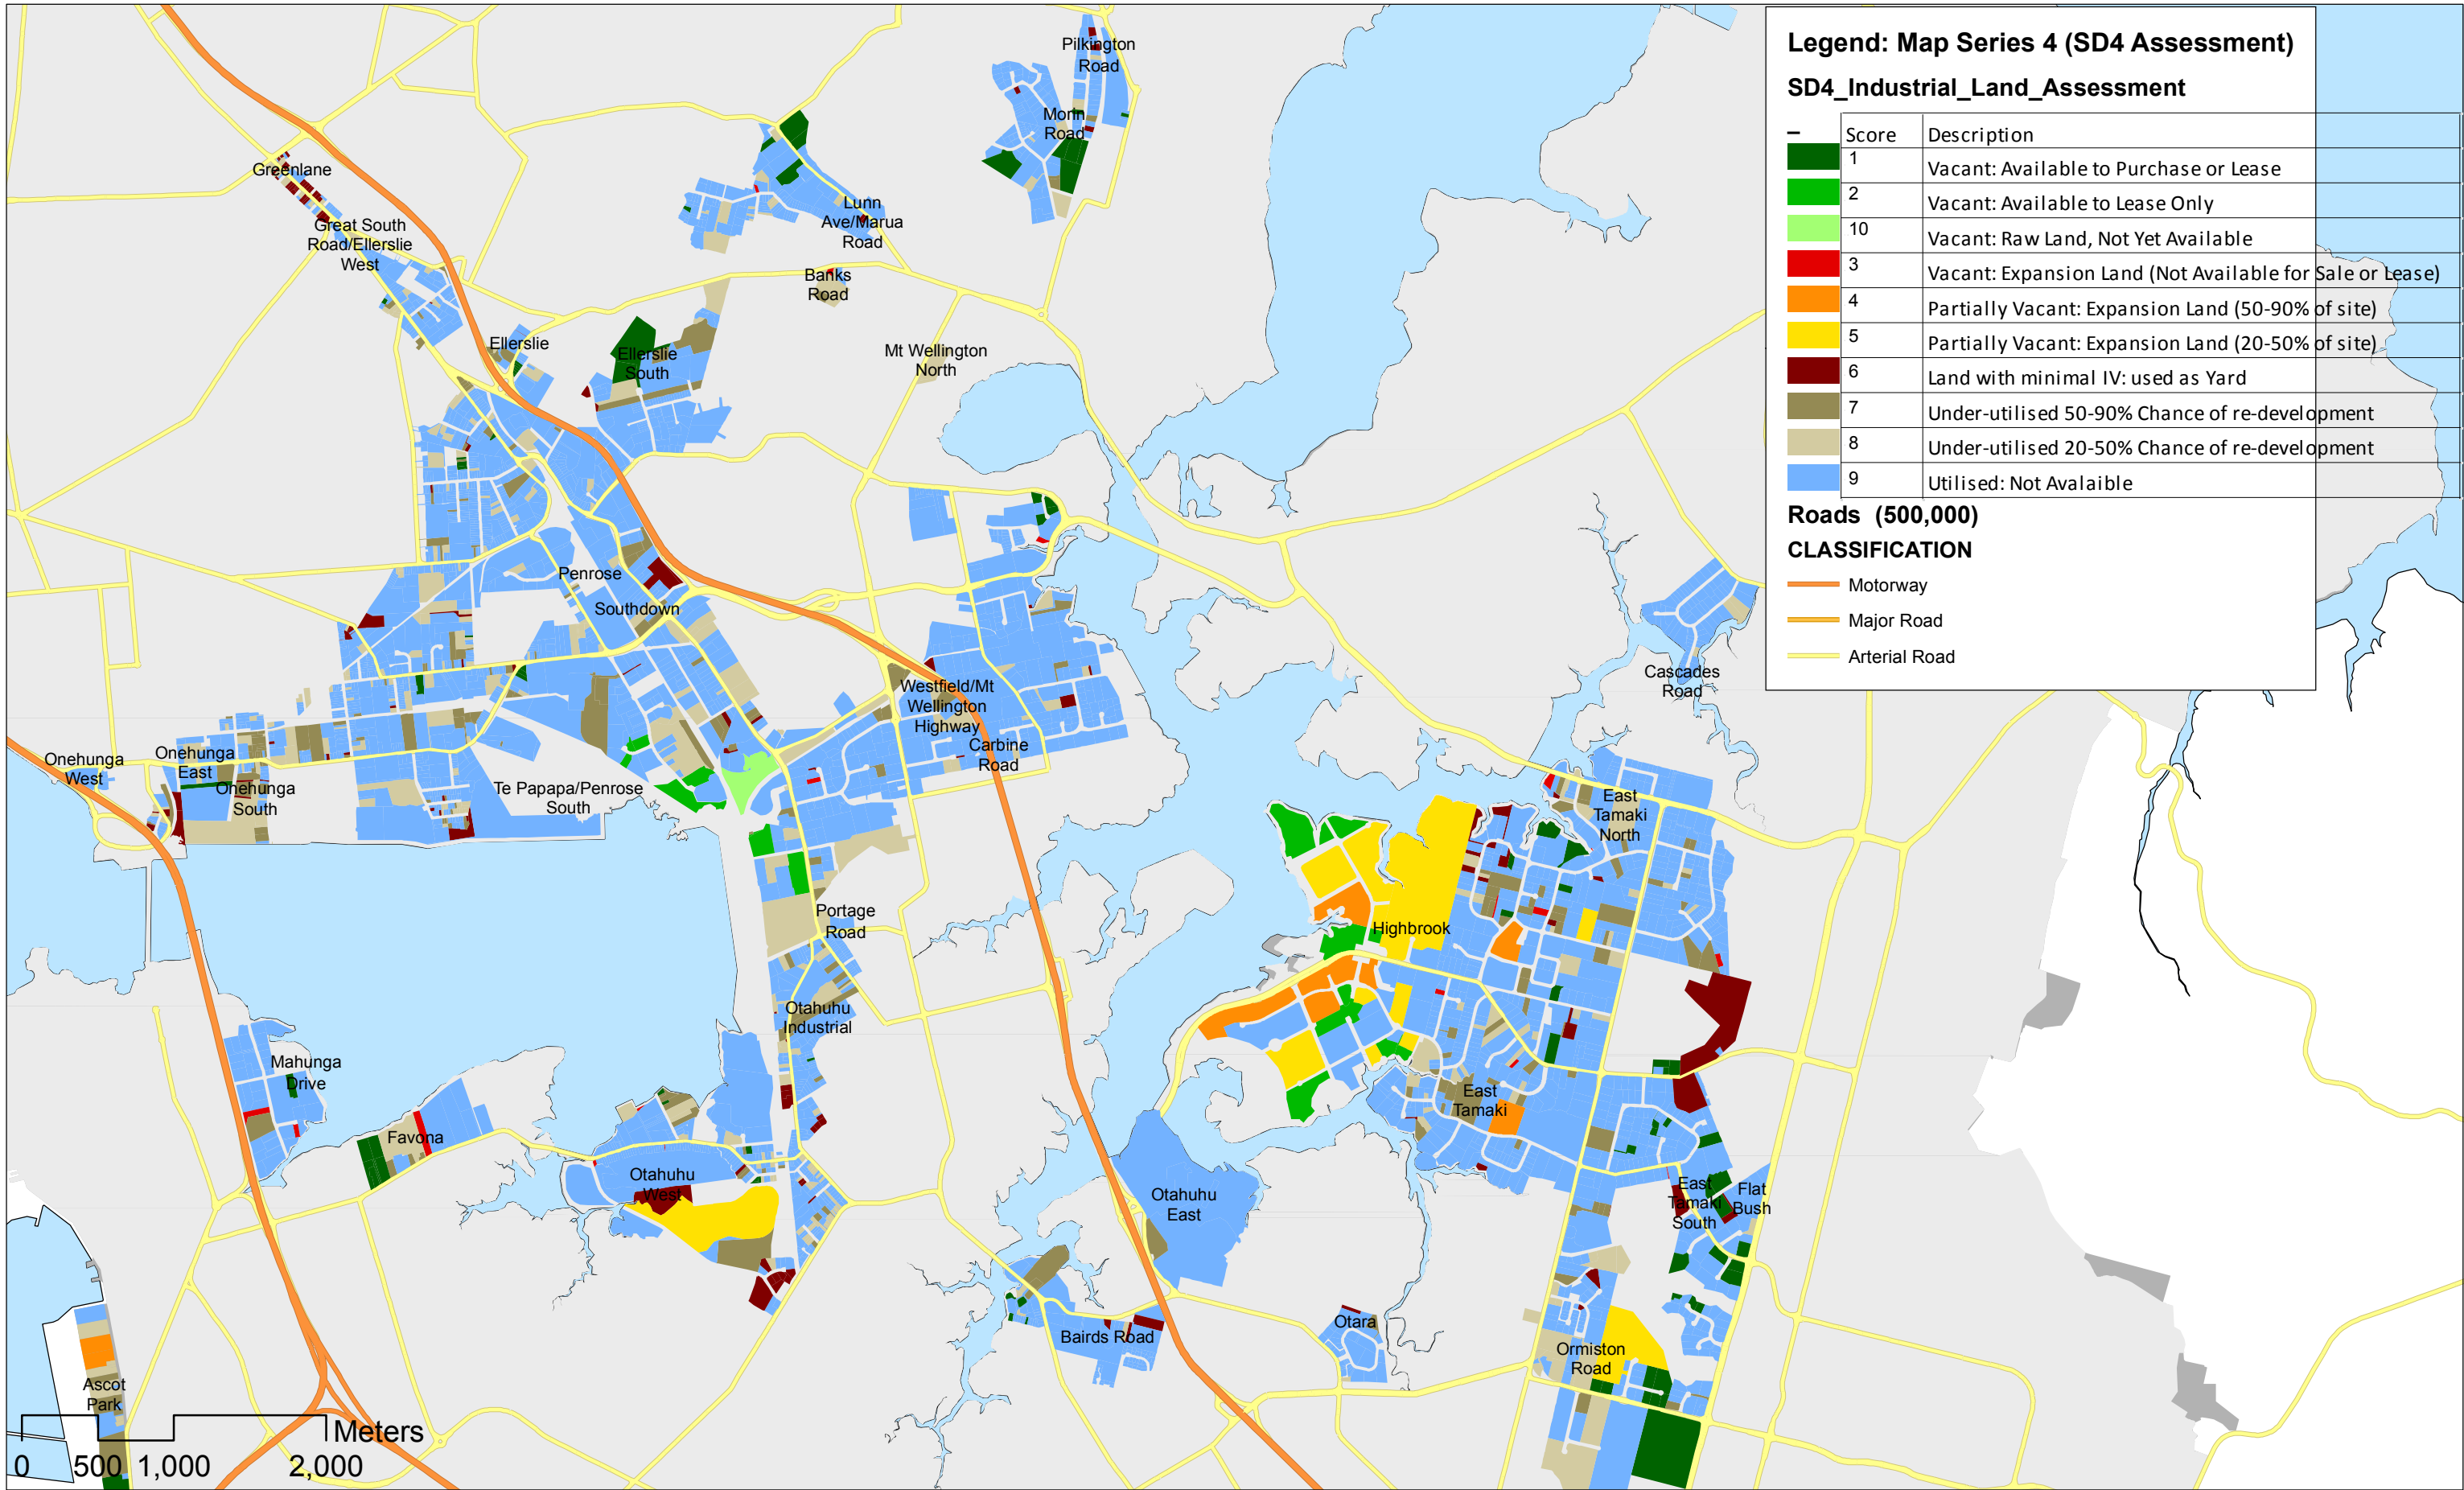 Legend: Map Series 4 (SD4 Assessment)
SD4_Industrial_Land_Assessment
Score Description
1 Vacant: Available to Purchase or Lease
2 Vacant: Available to Lease Only
10 Vacant: Raw Land, Not Yet Available
3 Vacant: Expansion Land (Not Available for Sale or Lease)
4 Partially Vacant: Expansion Land (50-90% of site)
5 Partially Vacant: Expansion Land (20-50% of site)
6 Land with minimal IV: used as Yard
7 Under-utilised 50-90% Chance of re-development
8 Under-utilised 20-50% Chance of re-development
9 Utilised: Not Avalaible
Roads (500,000)
CLASSIFICATION
Motorway
Major Road
Arterial Road
Pilkington
Road
Morin
Road
Greenlane
Great South
Road/Ellerslie
West
Lunn
Ave/Marua
Road
Banks
Road
Ellerslie
Ellerslie
South
Mt Wellington
North
Penrose
Southdown
Cascades
Road
Westfield/Mt
Wellington
Highway
Carbine
Road
Onehunga
West
Onehunga
East
Onehunga
South
Te Papapa/Penrose
South
East
Tamaki
North
Portage
Road
Highbrook
Otahuhu
Industrial
Mahunga
Drive
Favona
East
Tamaki
Otahuhu
West
Otahuhu
East
East
Tamaki
South
Flat
Bush
Bairds Road
Otara
Ormiston
Road
Ascot
Park
Meters
0 500 1,000 2,000